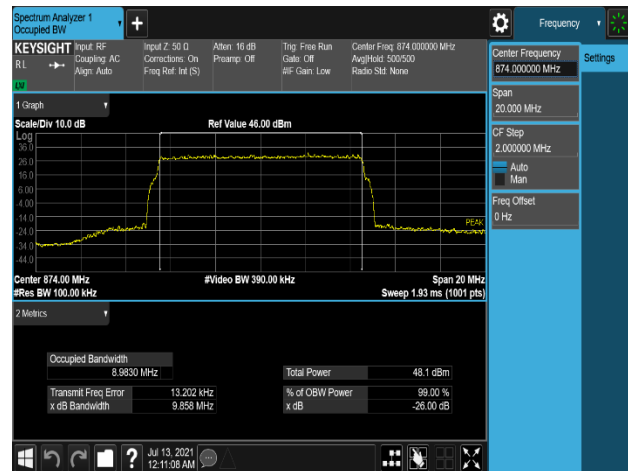 Spectrum Analyzer 1
Occupied BW
Frequency
KEYSIGHT
R L
Input: RF
Coupling: AC
Align: Auto
Input Z: 50 Ω
Corrections: On
Freq Ref: Int (S)
Atten: 16 dB
Preamp: Off
Trig: Free Run
Gate: Off
#IF Gain: Low
Center Freq: 874.000000 MHz
Avg|Hold: 500/500
Radio Std: None
Center Frequency
874.000000 MHz
Settings
Span
20.000 MHz
CF Step
2.000000 MHz
Auto
Man
Freq Offset
0 Hz
1 Graph
Scale/Div 10.0 dB
Ref Value 46.00 dBm
Log
36.0
26.0
16.0
6.00
-4.00
-14.0
-24.0
-34.0
-44.0
PEAK
Center 874.00 MHz
#Video BW 390.00 kHz
Span 20 MHz
#Res BW 100.00 kHz
Sweep 1.93 ms (1001 pts)
2 Metrics
Occupied Bandwidth
8.9830 MHz
Total Power
48.1 dBm
Transmit Freq Error
13.202 kHz
% of OBW Power
99.00 %
x dB Bandwidth
9.858 MHz
x dB
-26.00 dB
?
Jul 13, 2021
12:11:08 AM